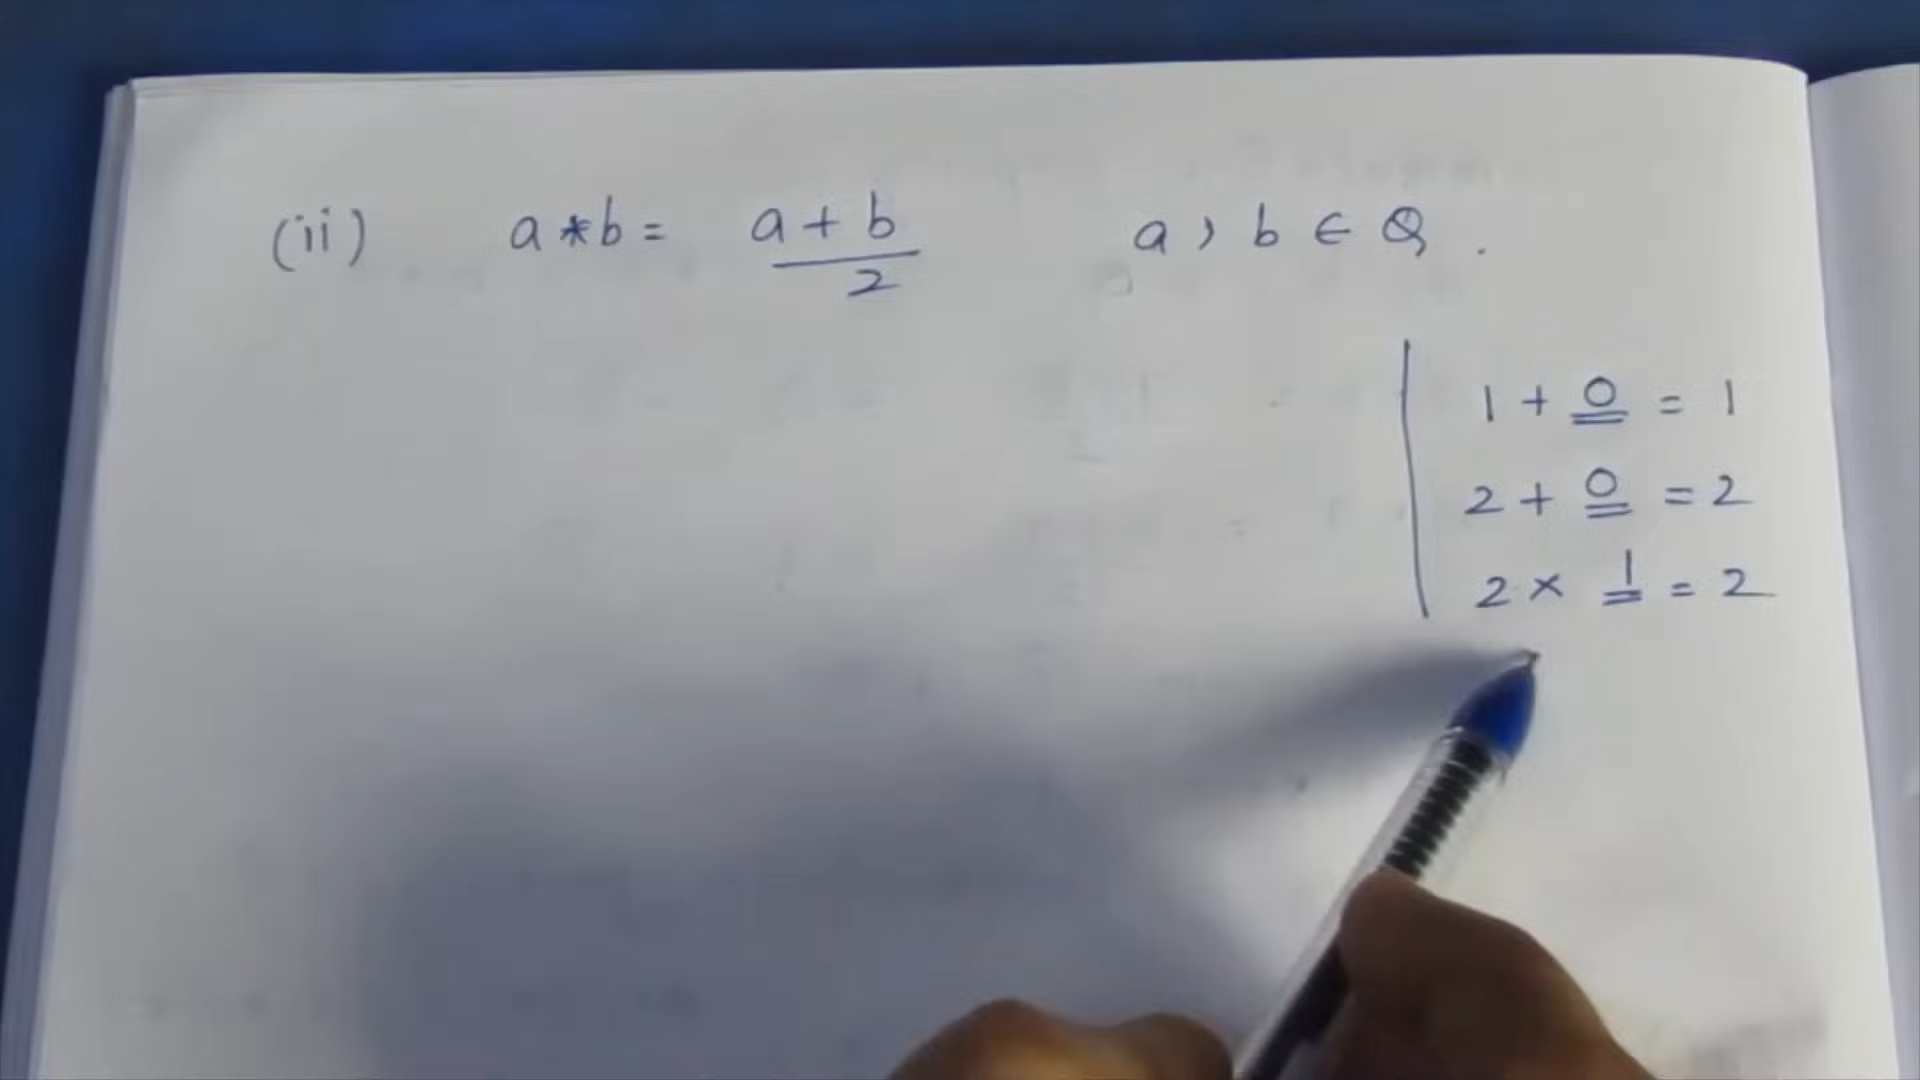 (ii) a * b = a + b / 2 a, b ∈ Q.
1 + 0 = 1
2 + 0 = 2
2 × 1 = 2